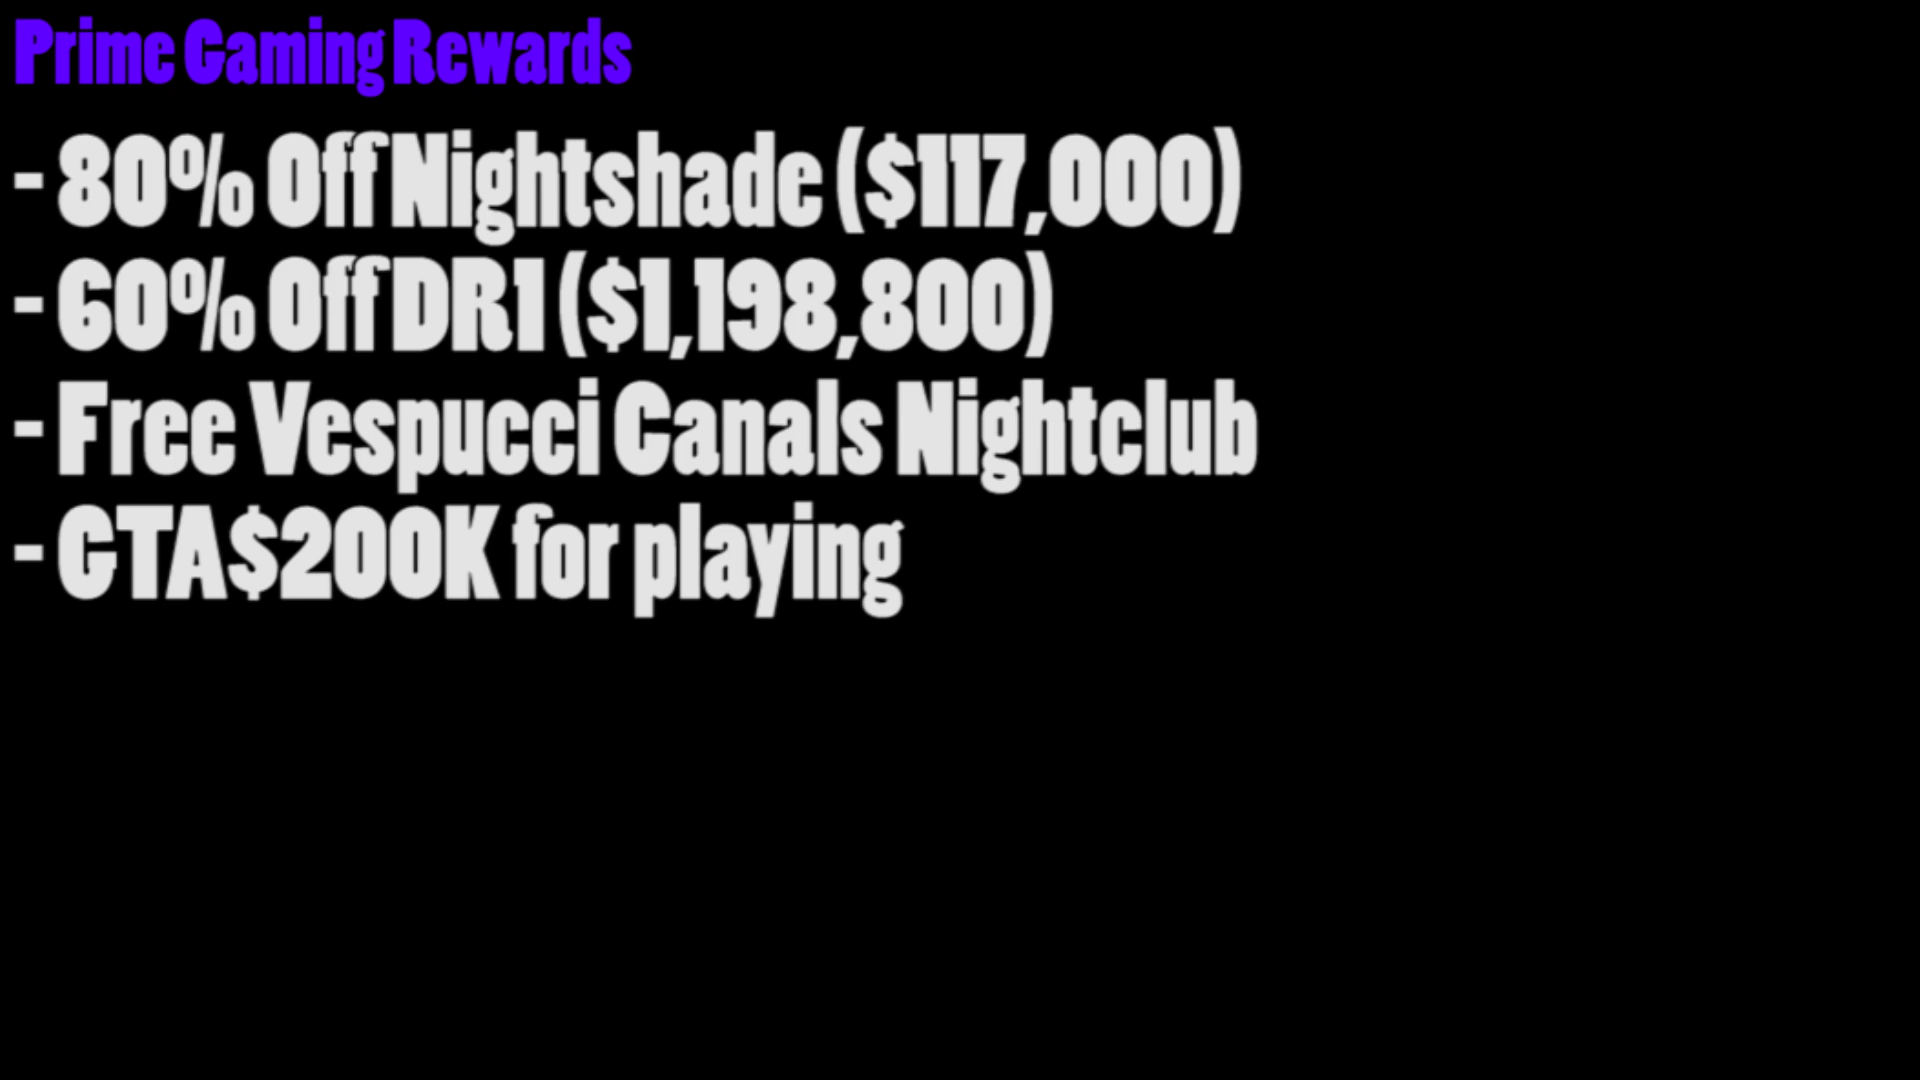 Prime Gaming Rewards
- 80% Off Nightshade ($117,000)
- 60% Off DR1 ($1,198,800)
- Free Vespucci Canals Nightclub
- GTA$200K for playing